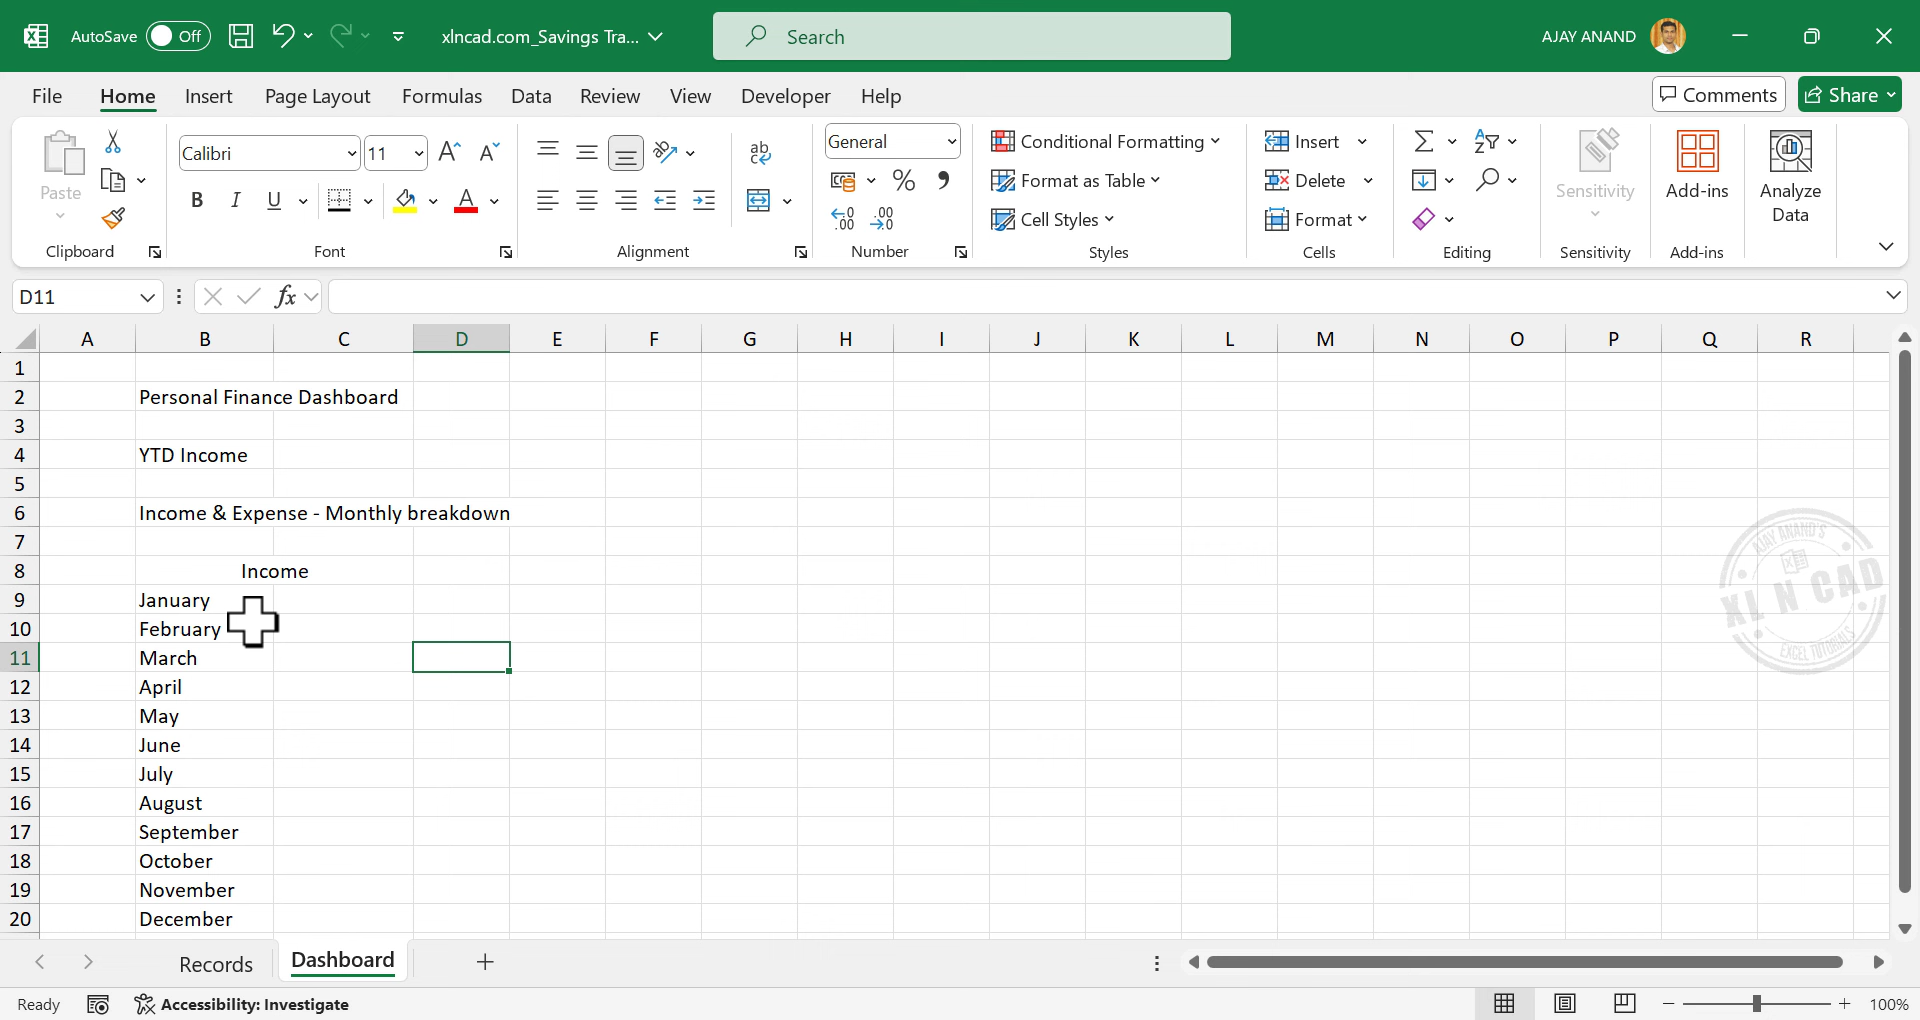 AutoSave Off xlncad.com_Savings Tra... Search AJAY ANAND
File Home Insert Page Layout Formulas Data Review View Developer Help Comments Share
Paste
Clipboard
Calibri 11
B I U
Font
ab
Alignment
General
% 9
.00 .00
Number
Conditional Formatting
Format as Table
Cell Styles
Styles
Insert
Delete
Format
Cells
Editing
Sensitivity
Sensitivity
Add-ins
Add-ins
Analyze
Data
D11 fx
A B C D E F G H I J K L M N O P Q R
1
2 Personal Finance Dashboard
3
4 YTD Income
5
6 Income & Expense - Monthly breakdown
7
8 Income
9 January
10 February
11 March
12 April
13 May
14 June
15 July
16 August
17 September
18 October
19 November
20 December
AJAY ANAND'S
XL N CAD
EXCEL TUTORIALS
Records Dashboard
Ready Accessibility: Investigate 100%